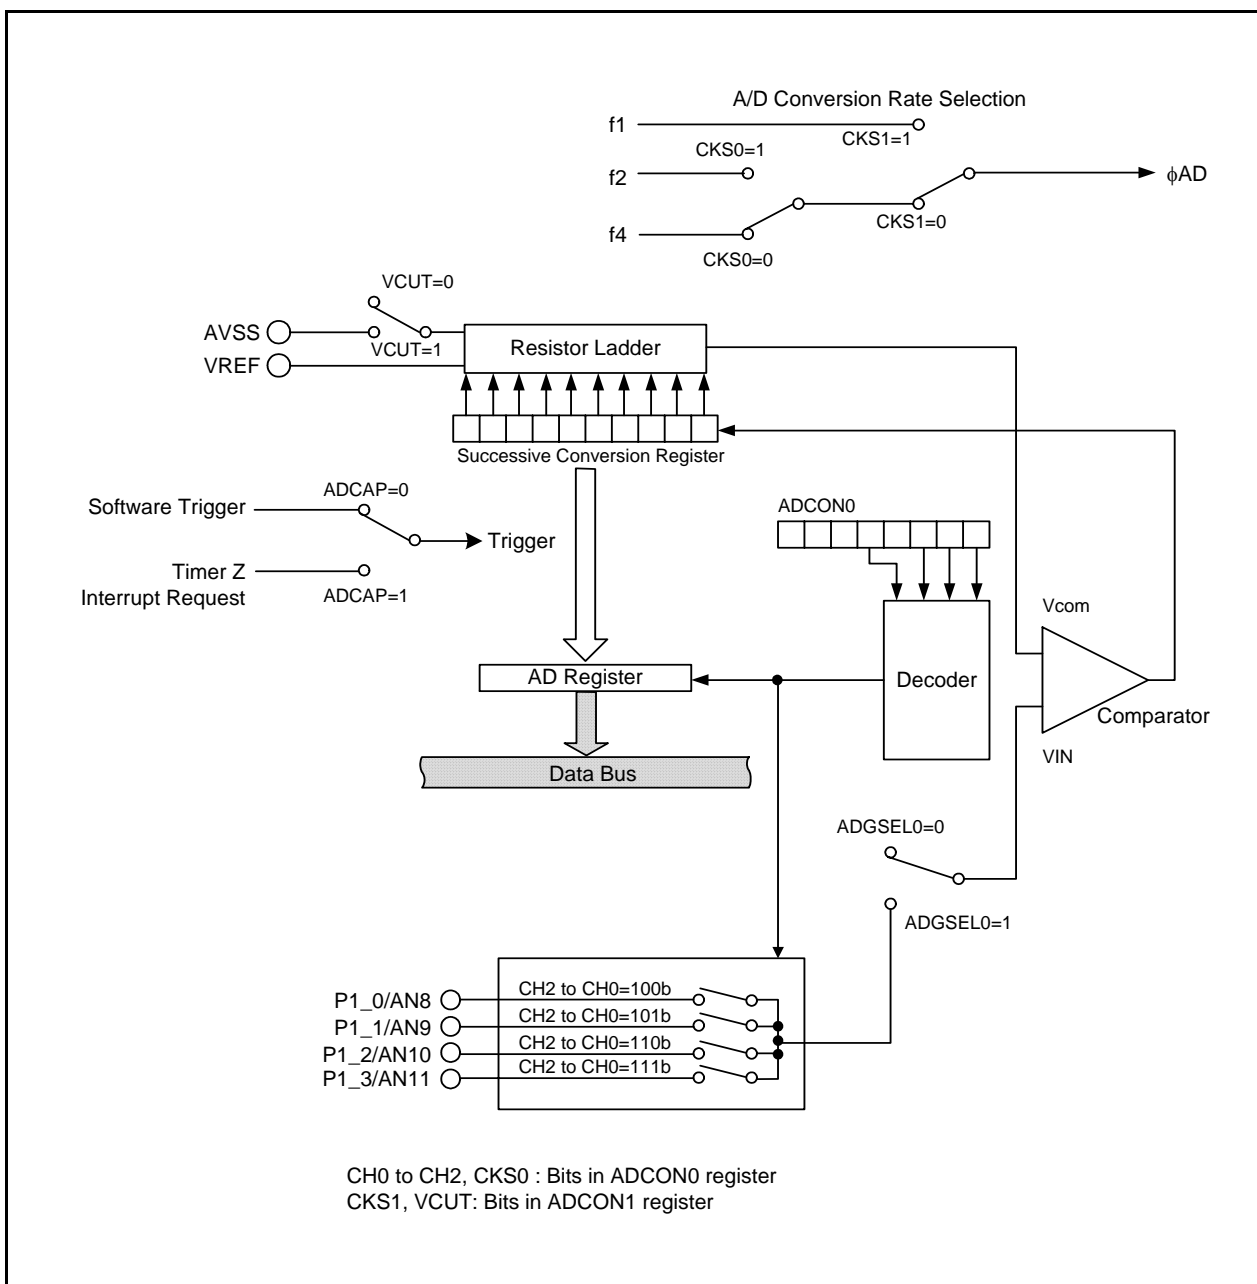 A/D Conversion Rate Selection
f1
CKS1=1
CKS0=1
f2
ϕAD
CKS1=0
f4
CKS0=0
VCUT=0
AVSS
VCUT=1
VREF
Resistor Ladder
Successive Conversion Register
ADCAP=0
Software Trigger
Trigger
Timer Z
Interrupt Request
ADCAP=1
ADCON0
Vcom
Decoder
AD Register
Comparator
VIN
Data Bus
ADGSEL0=0
ADGSEL0=1
P1_0/AN8
CH2 to CH0=100b
P1_1/AN9
CH2 to CH0=101b
P1_2/AN10
CH2 to CH0=110b
P1_3/AN11
CH2 to CH0=111b
CH0 to CH2, CKS0 : Bits in ADCON0 register
CKS1, VCUT: Bits in ADCON1 register